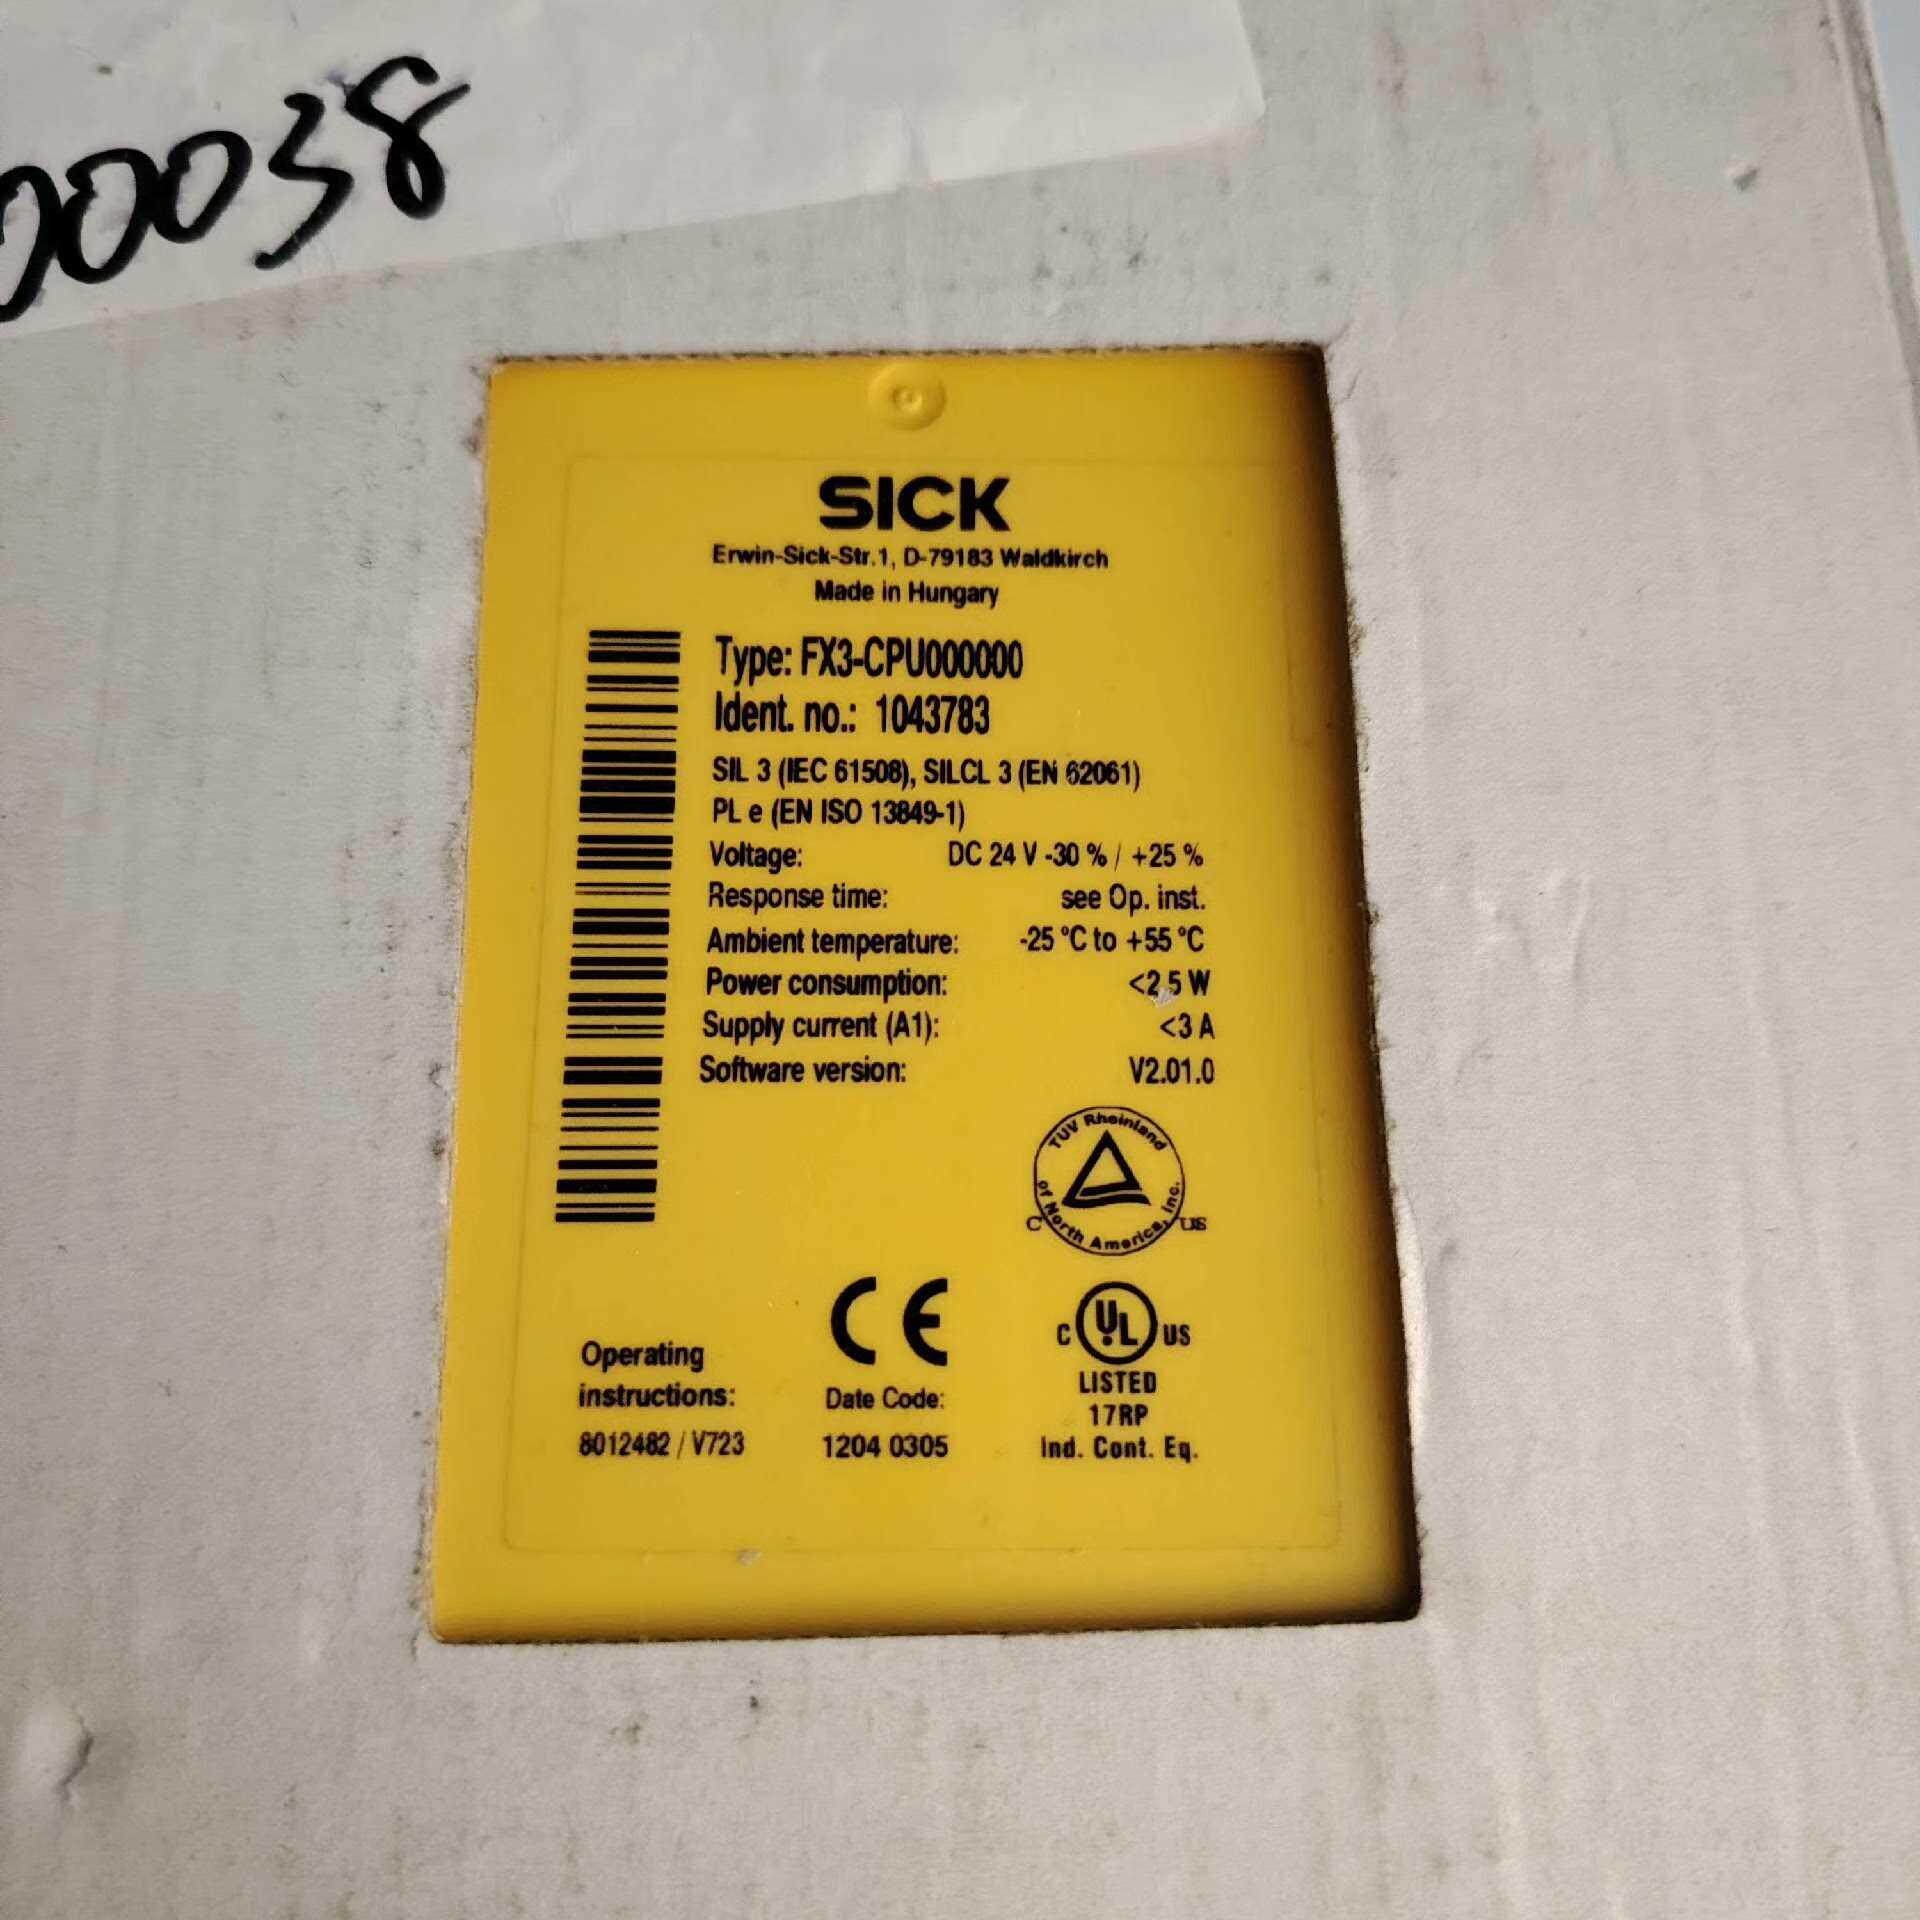 00038
SICK
Erwin-Sick-Str.1, D-79183 Waldkirch
Made in Hungary
Type: FX3-CPU000000
Ident. no.: 1043783
SIL 3 (IEC 61508), SILCL 3 (EN 62061)
PL e (EN ISO 13849-1)
Voltage: DC 24 V -30 % / +25 %
Response time: see Op. inst.
Ambient temperature: -25 °C to +55 °C
Power consumption: <2.5 W
Supply current (A1): <3 A
Software version: V2.01.0
TUV Rheinland
of North America, Inc.
C US
CE
C UL US
LISTED
17RP
Ind. Cont. Eq.
Operating
instructions:
8012482 / V723
Date Code:
1204 0305